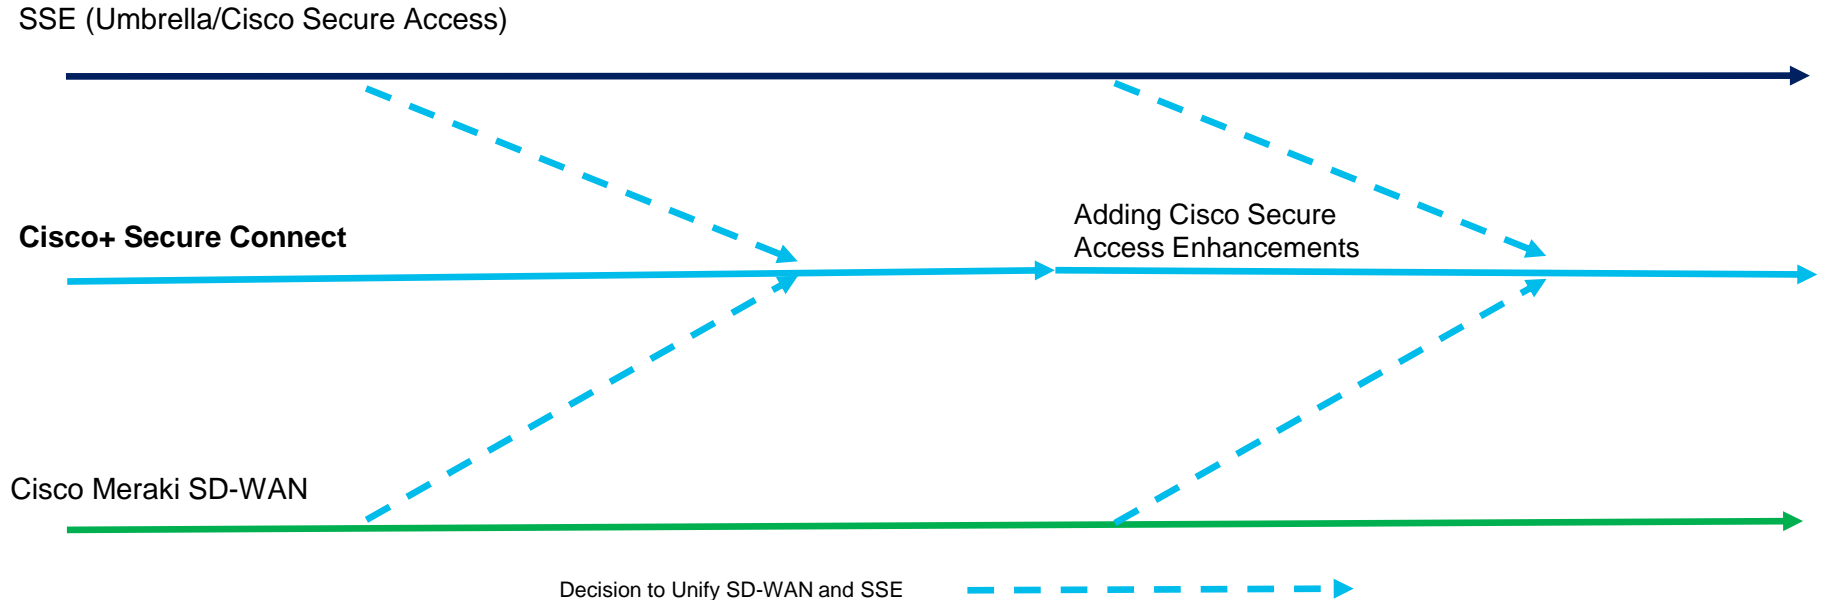 SSE (Umbrella/Cisco Secure Access)
Cisco+ Secure Connect
Adding Cisco Secure
Access Enhancements
Cisco Meraki SD-WAN
Decision to Unify SD-WAN and SSE